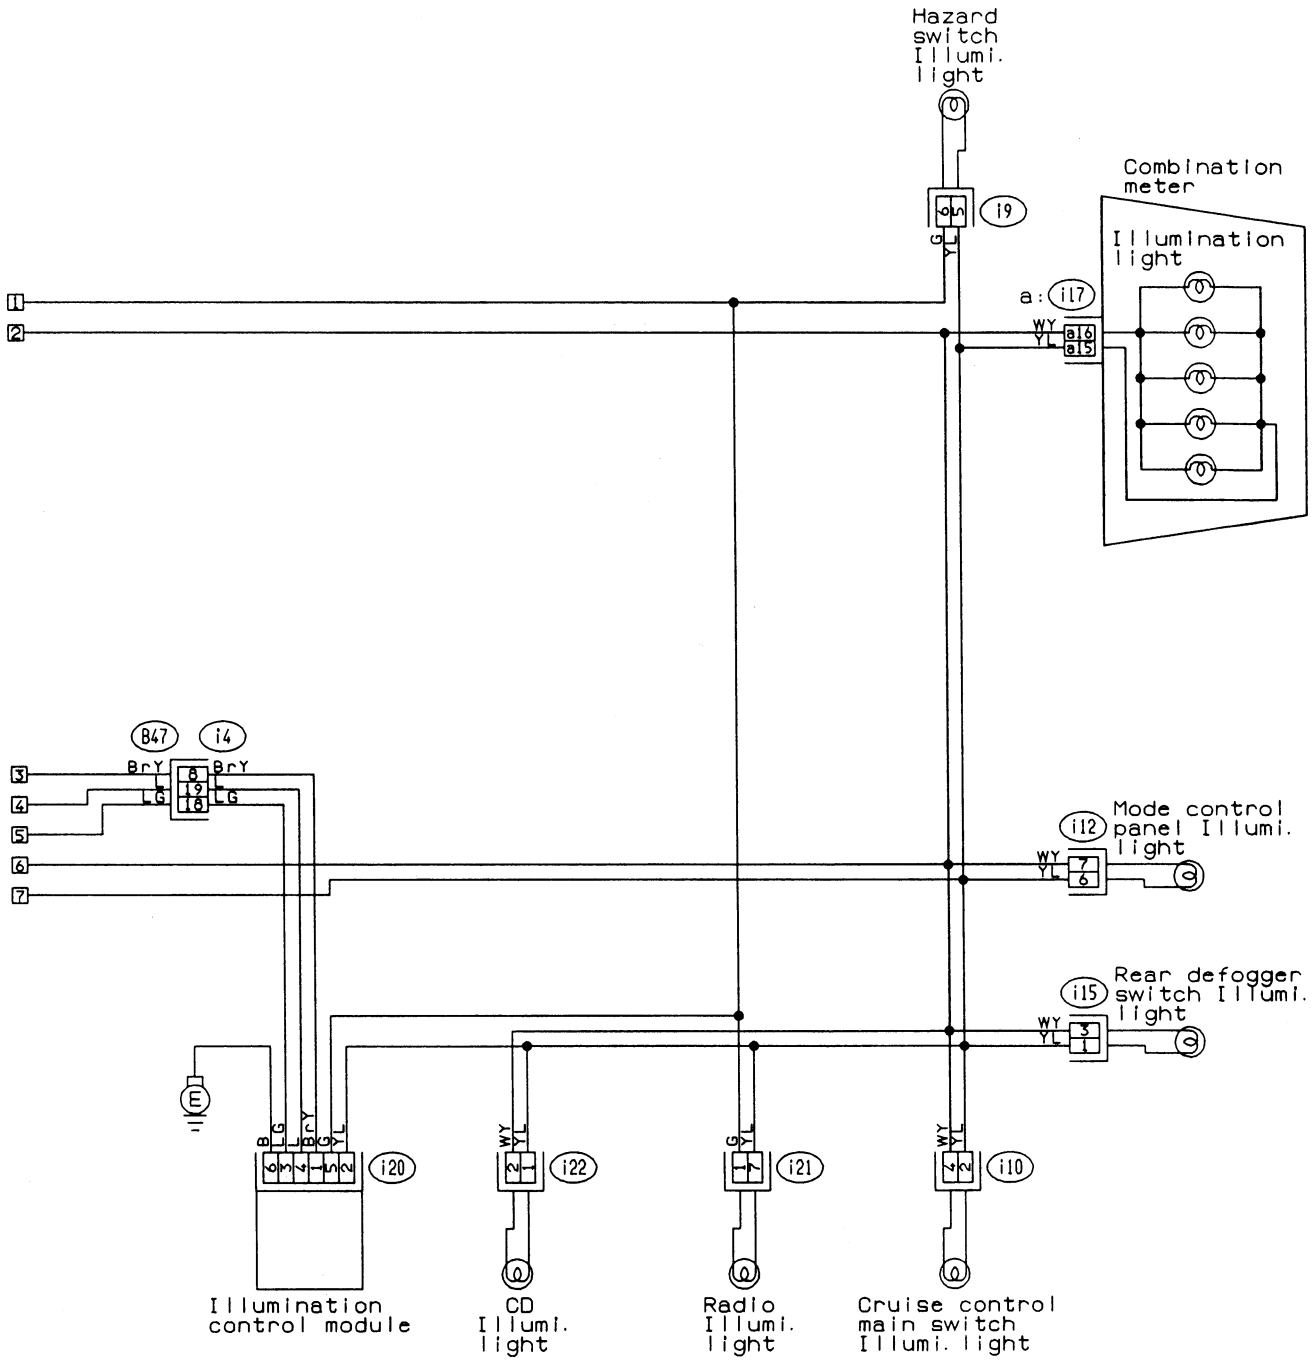 Hazard
switch
Illumi.
light
6 5
i9
G
YL
Combination
meter
Illumination
light
1
a: i17
2
WY
a16
YL
a15
B47
i4
3
BrY
8
BrY
4
L
19
L
5
LG
18
LG
6
7
Mode control
panel Illumi.
light
i12
WY
7
YL
6
Rear defogger
switch Illumi.
light
i15
WY
3
YL
1
E
B LG L BrY G YL
6 3 4 1 5 2
i20
Illumination
control module
WY YL
2 1
i22
CD
Illumi.
light
G YL
1 7
i21
Radio
Illumi.
light
WY YL
4 2
i10
Cruise control
main switch
Illumi. light